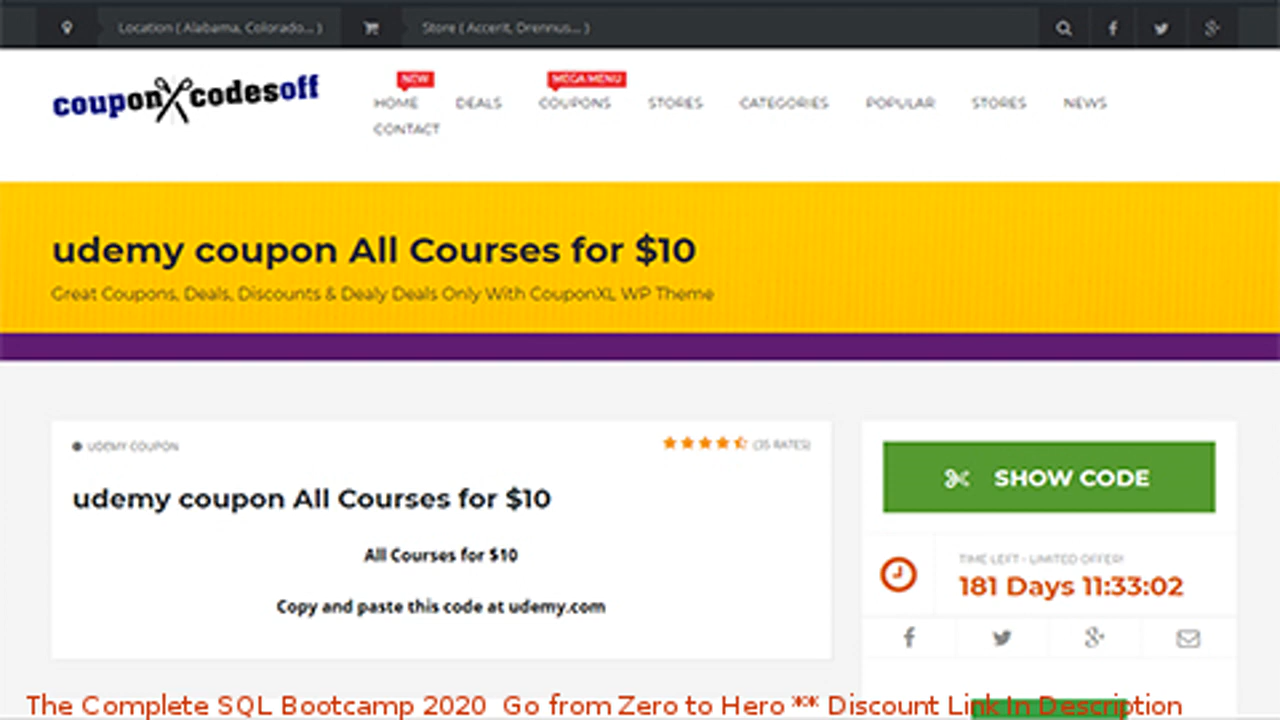 Location ( Alabama, Colorado... )
Store ( Accerit, Drennus... )
coupon codesoff
NEW
MEGA MENU
HOME DEALS COUPONS STORES CATEGORIES POPULAR STORES NEWS
CONTACT
udemy coupon All Courses for $10
Great Coupons, Deals, Discounts & Dealy Deals Only With CouponXL WP Theme
UDEMY COUPON
(35 RATES)
udemy coupon All Courses for $10
All Courses for $10
Copy and paste this code at udemy.com
SHOW CODE
TIME LEFT - LIMITED OFFER!
181 Days 11:33:02
The Complete SQL Bootcamp 2020 Go from Zero to Hero ** Discount Link In Description